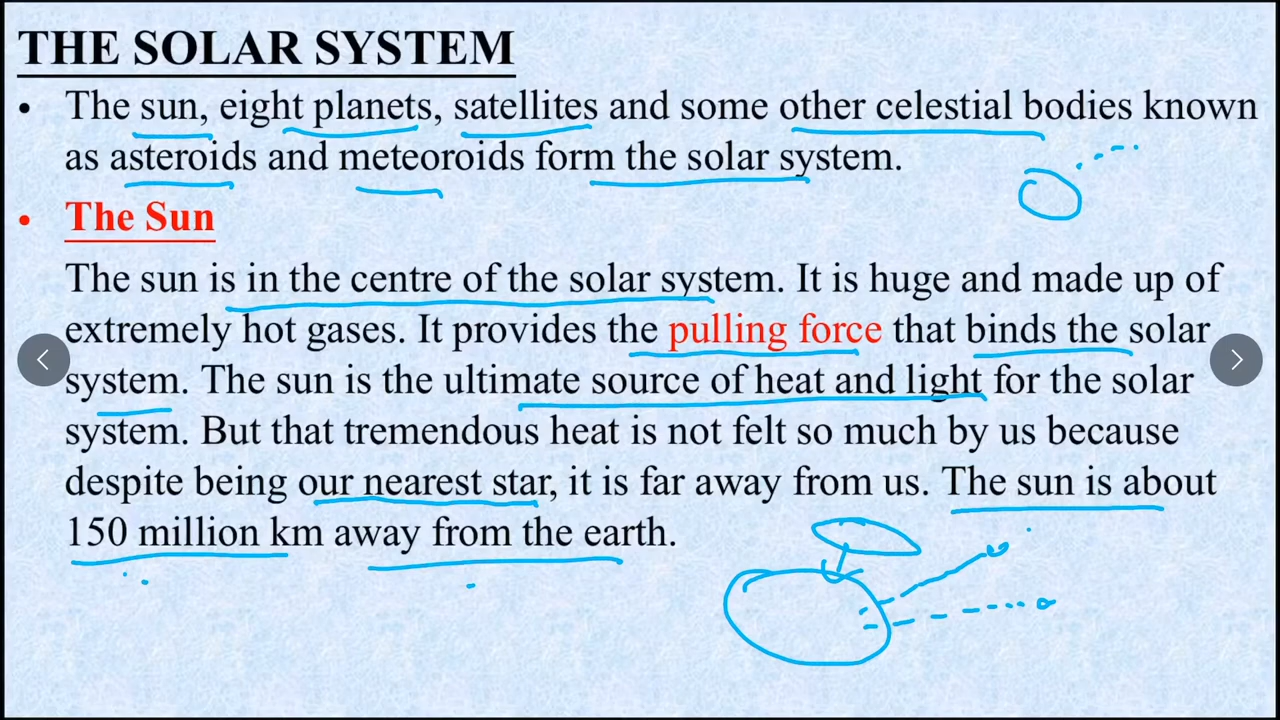 THE SOLAR SYSTEM
• The sun, eight planets, satellites and some other celestial bodies known
as asteroids and meteoroids form the solar system.
• The Sun
The sun is in the centre of the solar system. It is huge and made up of
extremely hot gases. It provides the pulling force that binds the solar
system. The sun is the ultimate source of heat and light for the solar
system. But that tremendous heat is not felt so much by us because
despite being our nearest star, it is far away from us. The sun is about
150 million km away from the earth.